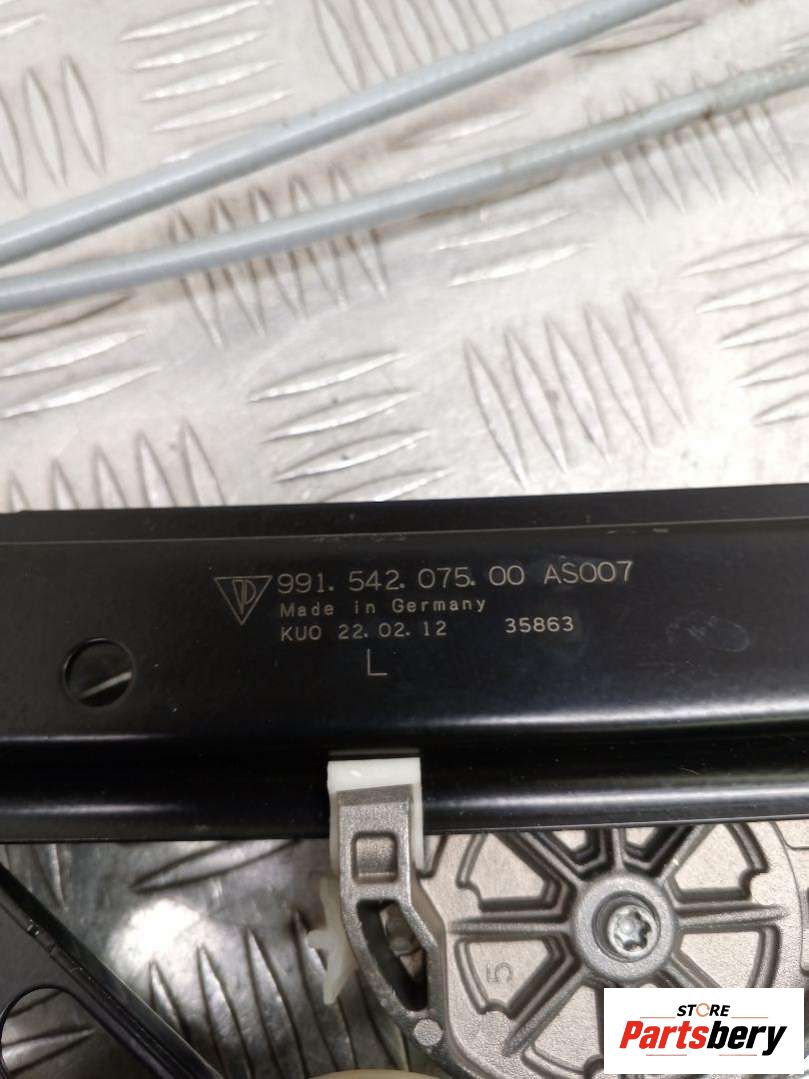 991. 542. 075. 00 AS007
Made in Germany
KUO 22. 02. 12 35863
L
5
STORE
Partsbery